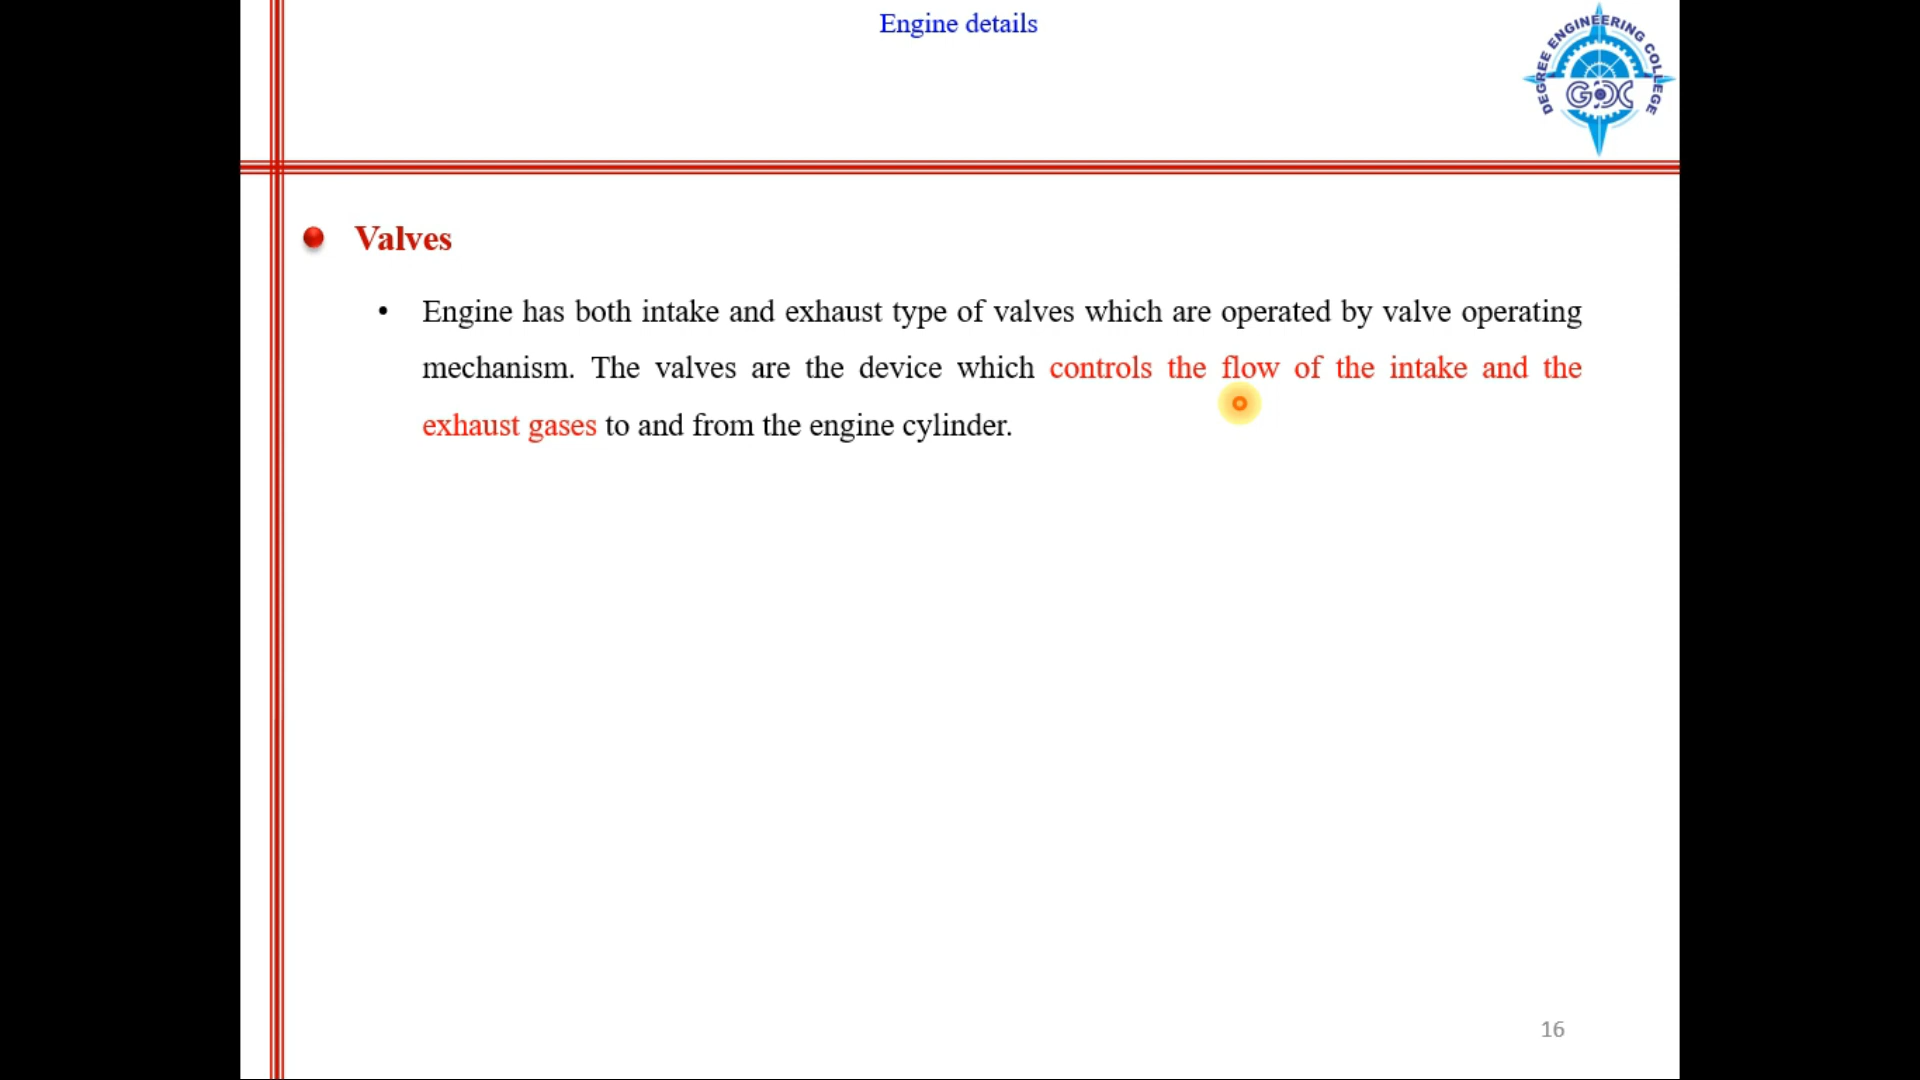 Engine details
DEGREE ENGINEERING COLLEGE
GDC
Valves
• Engine has both intake and exhaust type of valves which are operated by valve operating
mechanism. The valves are the device which controls the flow of the intake and the
exhaust gases to and from the engine cylinder.
16